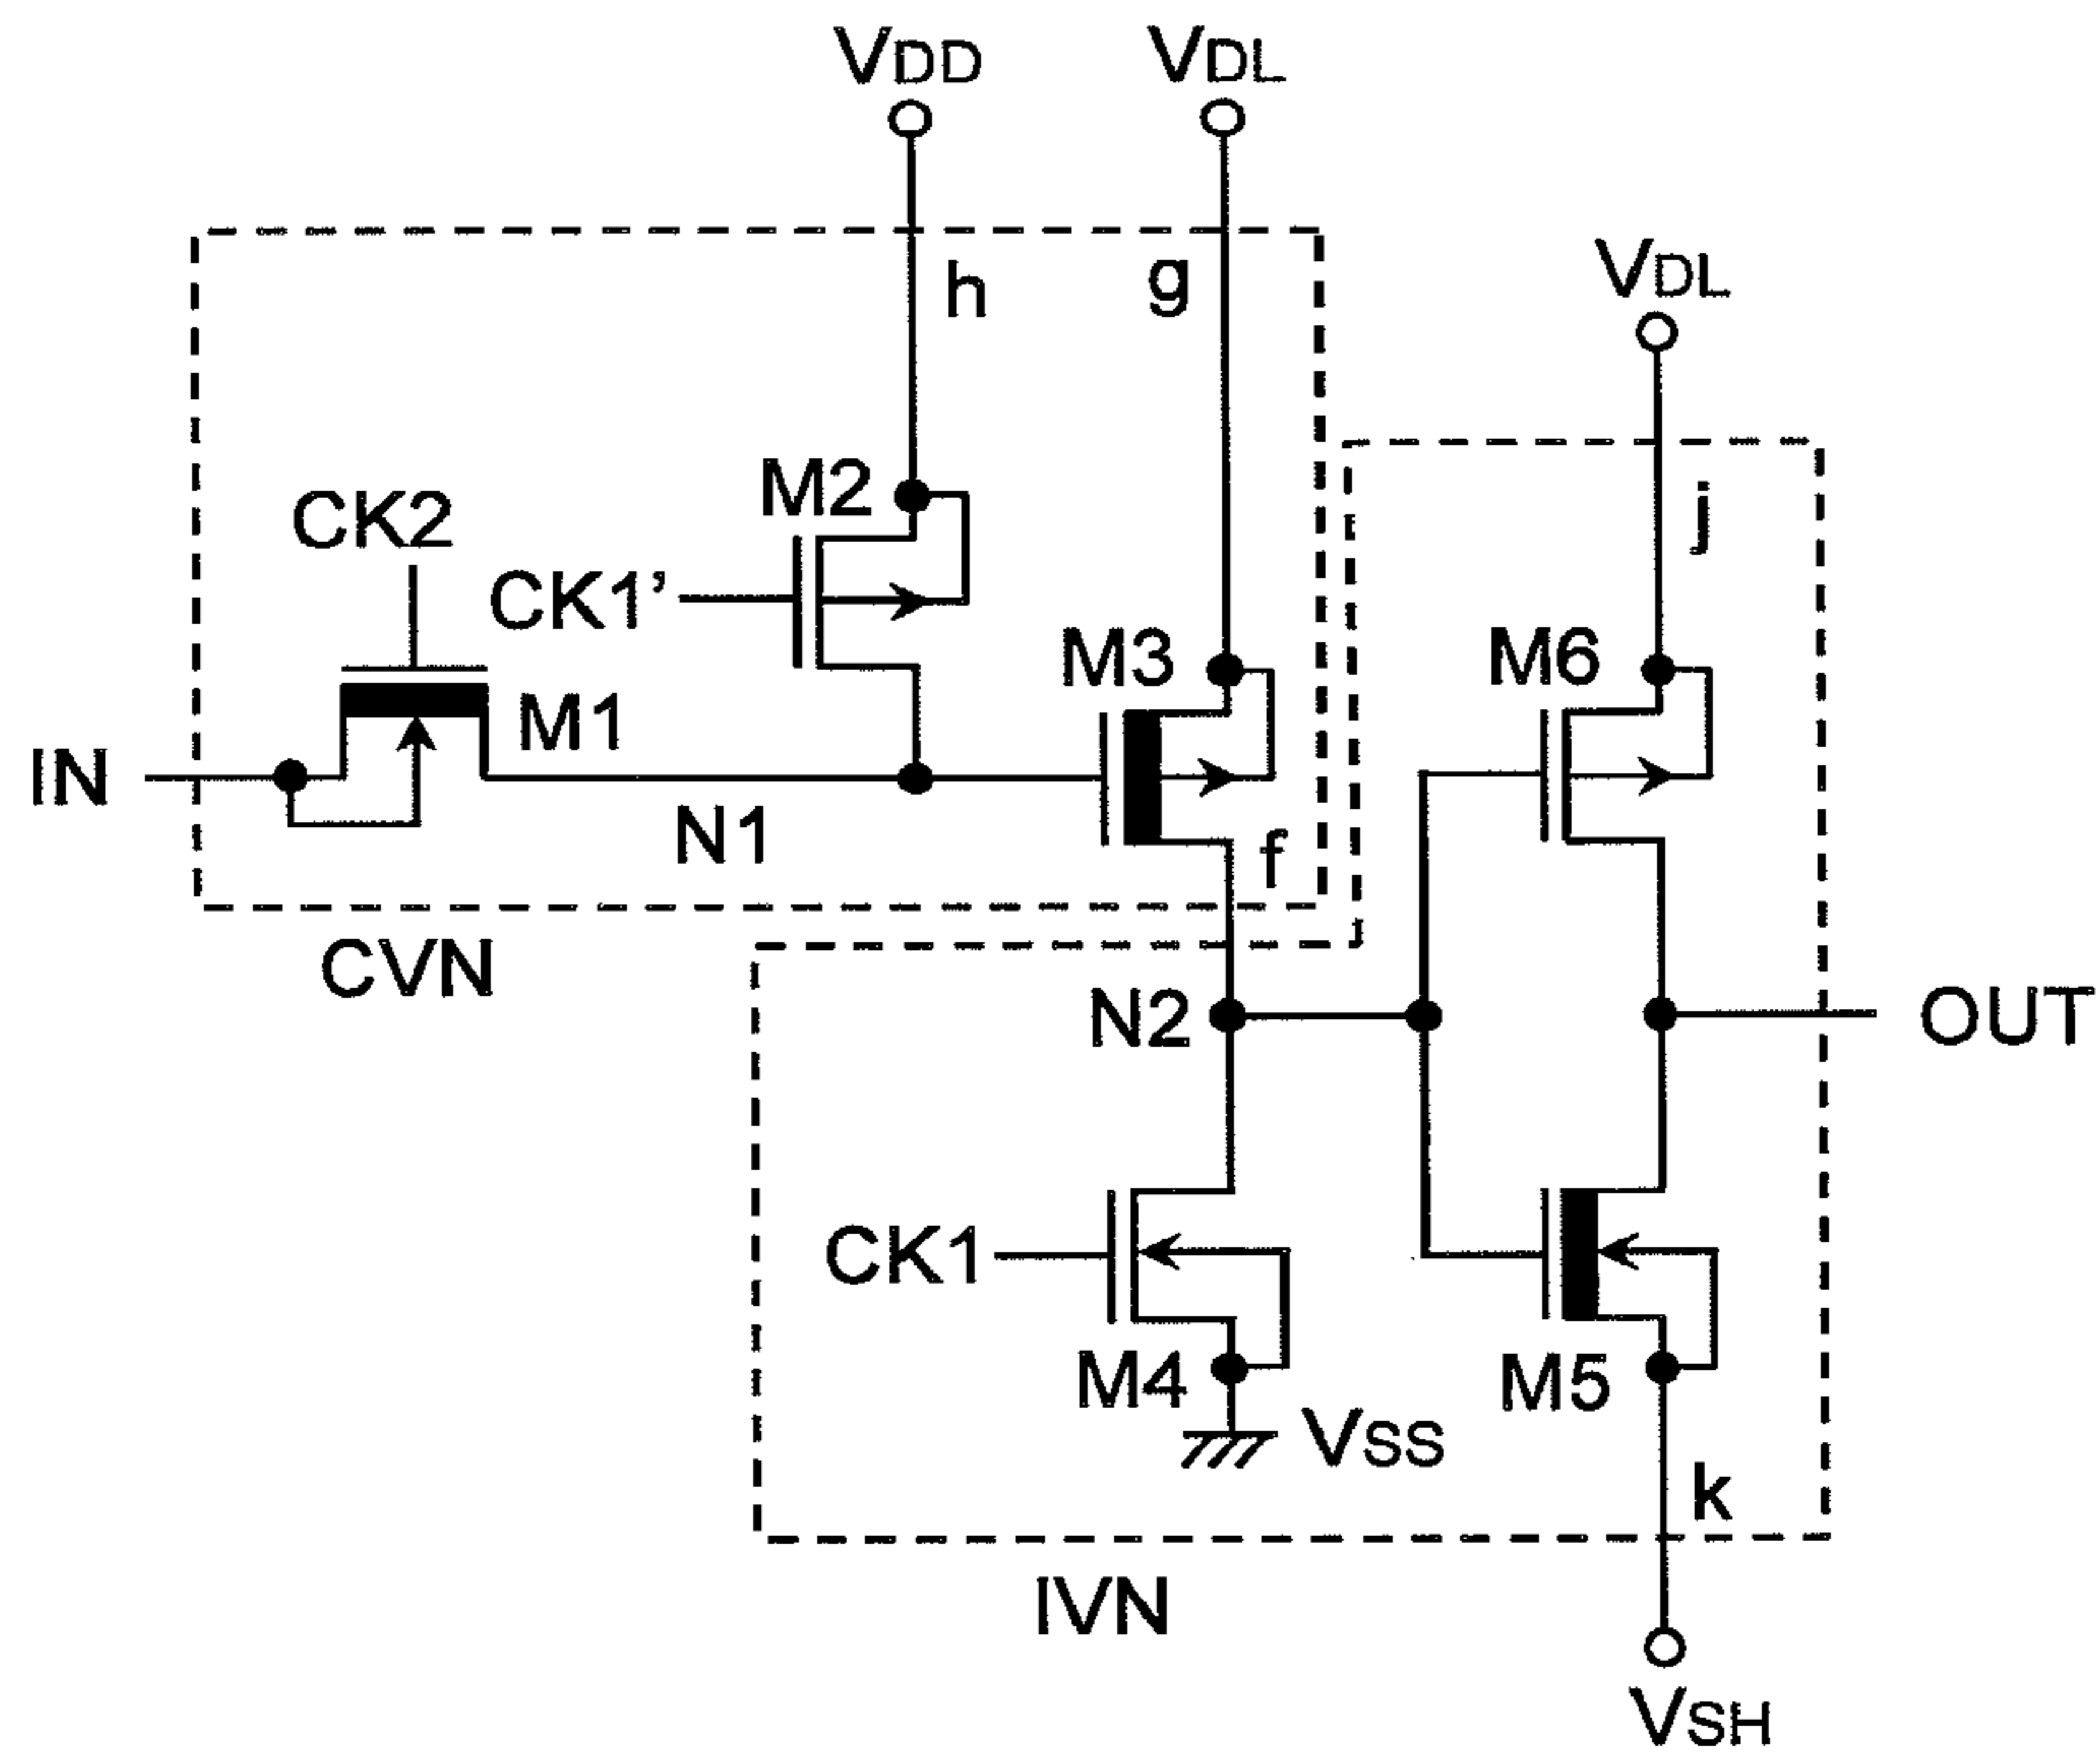 VDD
VDL
h
g
VDL
M2
CK2
j
CK1'
M3
M6
M1
IN
N1
f
CVN
N2
OUT
CK1
M4
M5
VSS
k
IVN
VSH